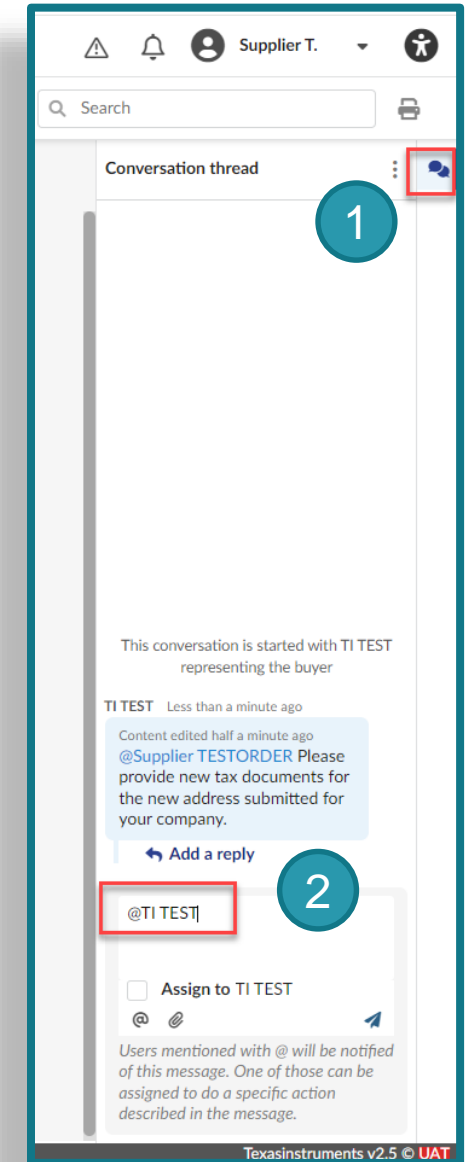 Supplier T.
Search
Conversation thread
1
This conversation is started with TI TEST
representing the buyer
TI TEST Less than a minute ago
Content edited half a minute ago
@Supplier TESTORDER Please
provide new tax documents for
the new address submitted for
your company.
Add a reply
2
@TI TEST
Assign to TI TEST
@
Users mentioned with @ will be notified
of this message. One of those can be
assigned to do a specific action
described in the message.
Texasinstruments v2.5 © UAT